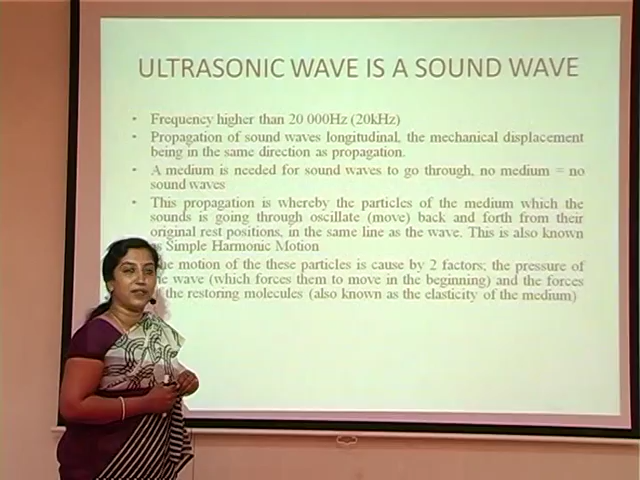 ULTRASONIC WAVE IS A SOUND WAVE
• Frequency higher than 20 000Hz (20kHz)
• Propagation of sound waves longitudinal, the mechanical displacement
being in the same direction as propagation.
• A medium is needed for sound waves to go through, no medium = no
sound waves
• This propagation is whereby the particles of the medium which the
sounds is going through oscillate (move) back and forth from their
original rest positions, in the same line as the wave. This is also known
as Simple Harmonic Motion
motion of the these particles is cause by 2 factors; the pressure of
wave (which forces them to move in the beginning) and the forces
the restoring molecules (also known as the elasticity of the medium)